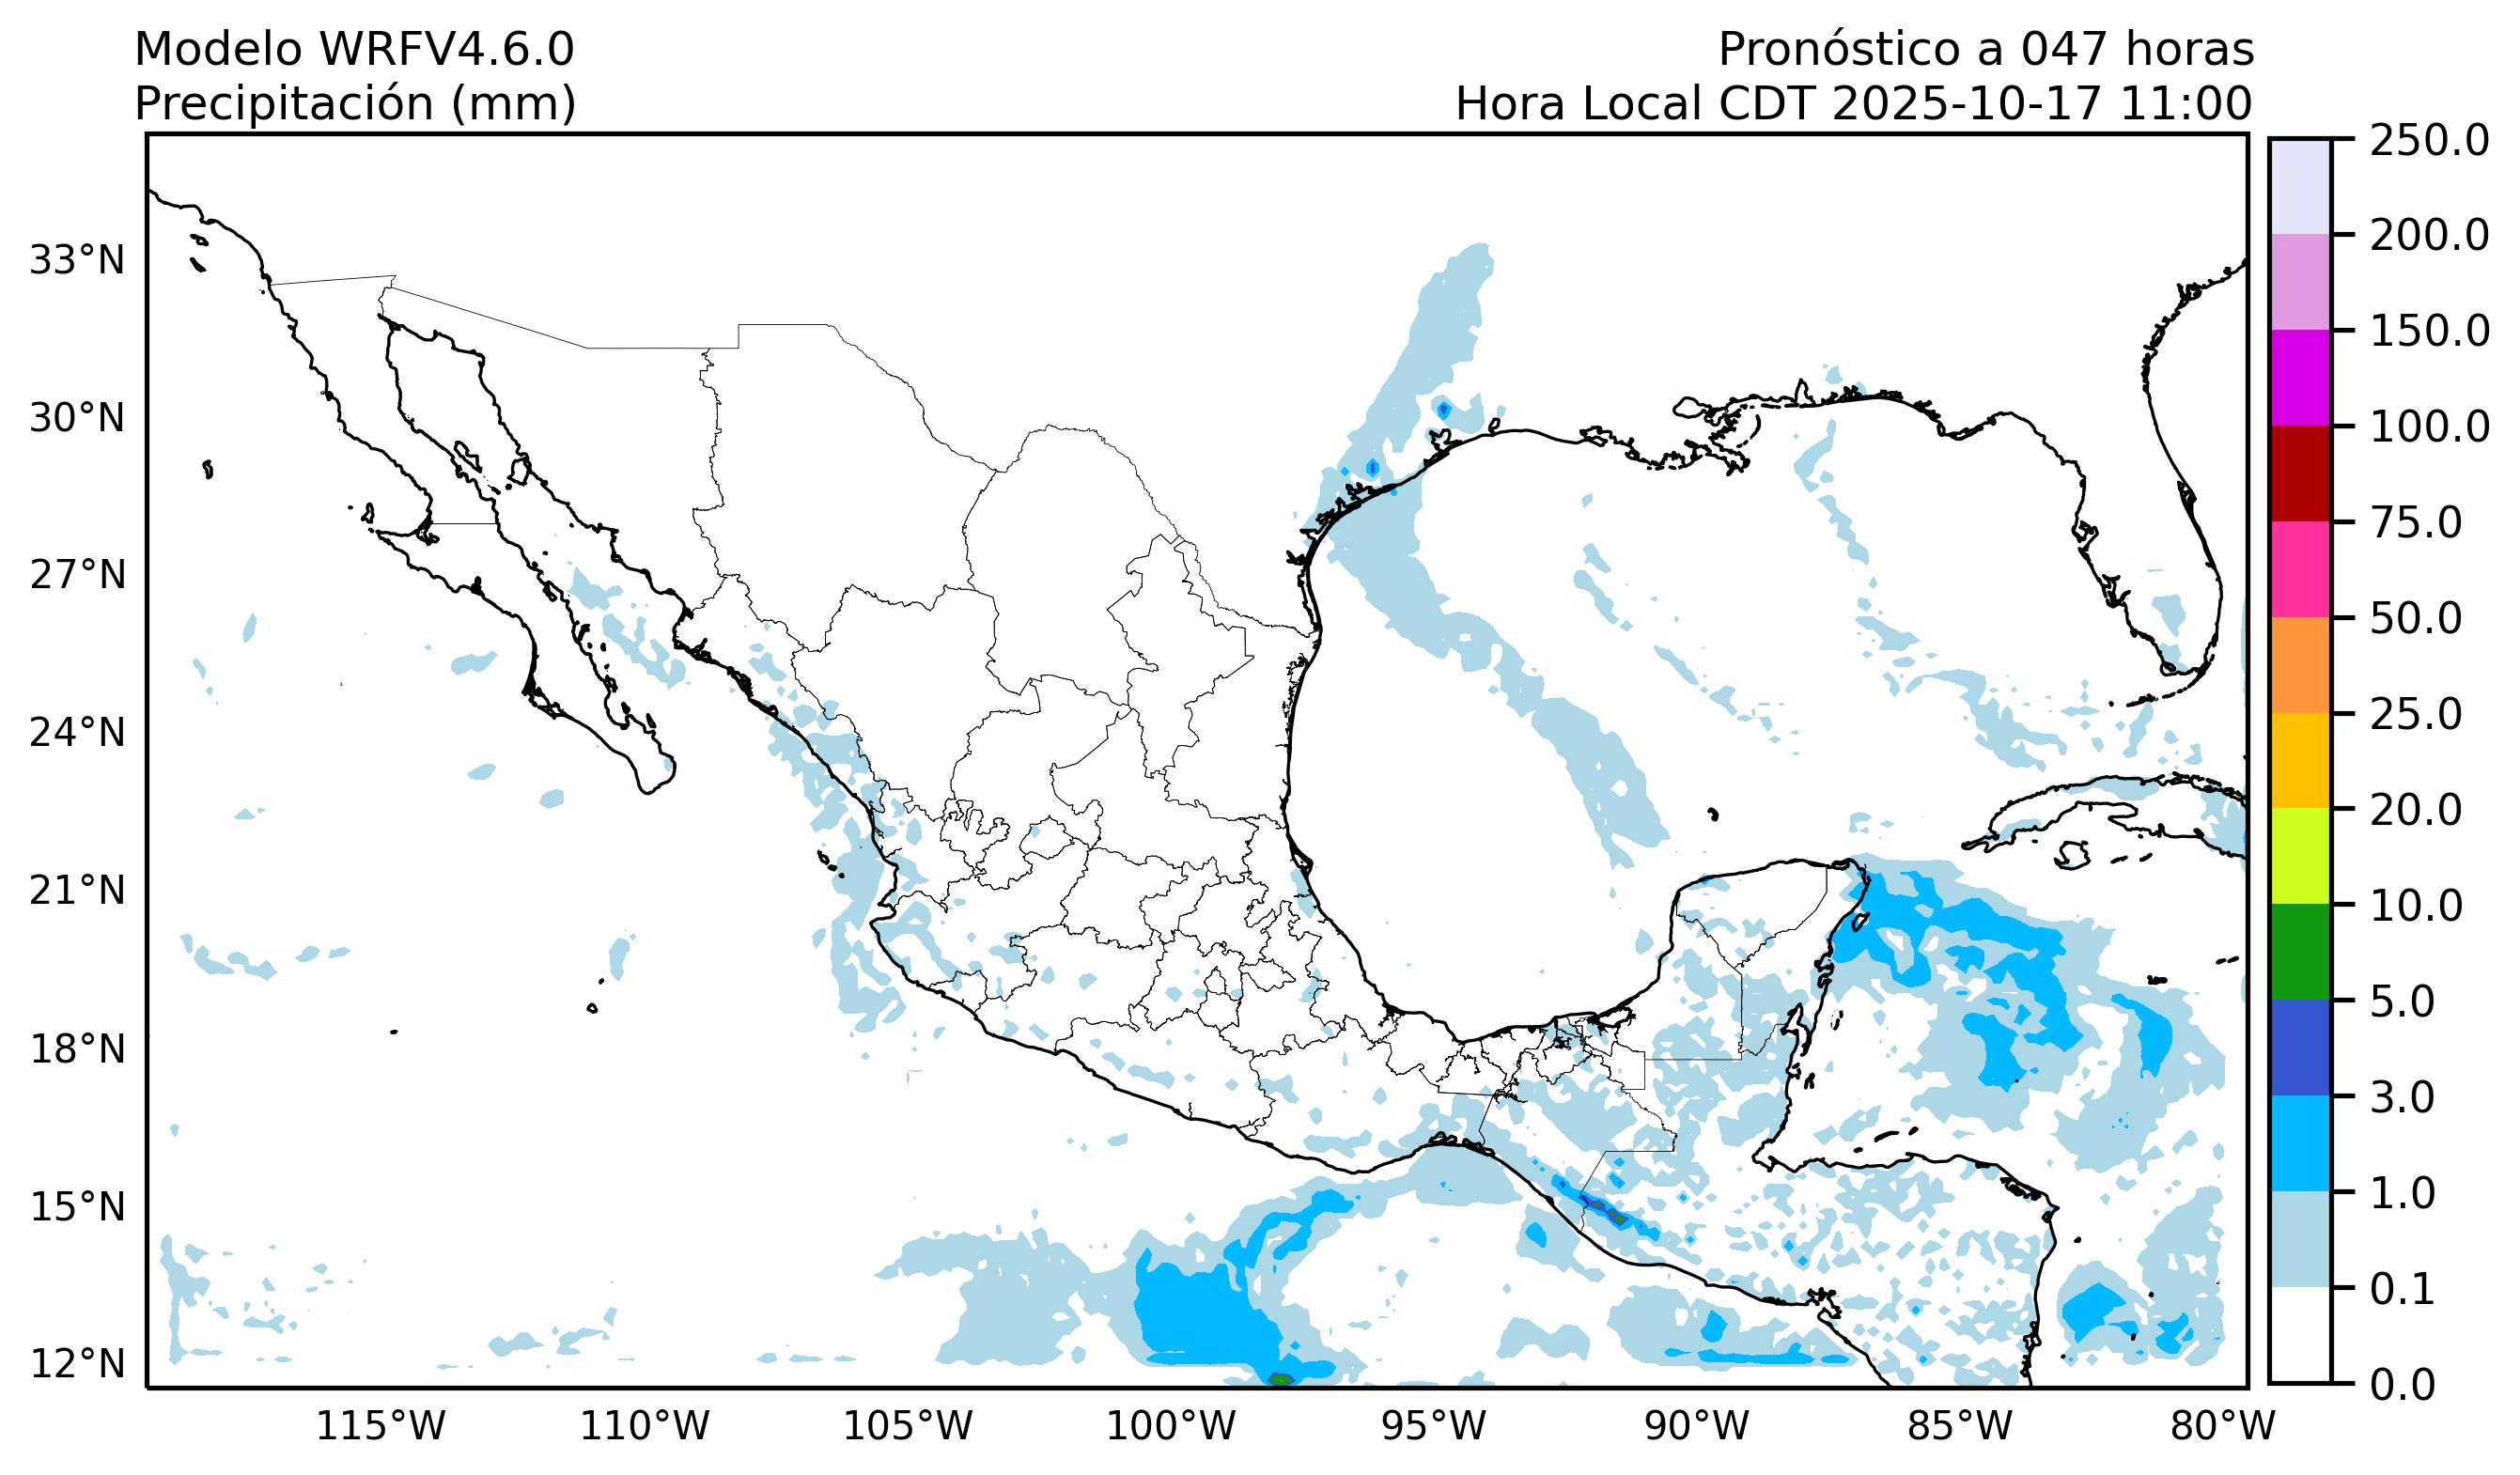 Modelo WRFV4.6.0
Precipitación (mm)
Pronóstico a 047 horas
Hora Local CDT 2025-10-17 11:00
33°N
30°N
27°N
24°N
21°N
18°N
15°N
12°N
115°W
110°W
105°W
100°W
95°W
90°W
85°W
80°W
250.0
200.0
150.0
100.0
75.0
50.0
25.0
20.0
10.0
5.0
3.0
1.0
0.1
0.0